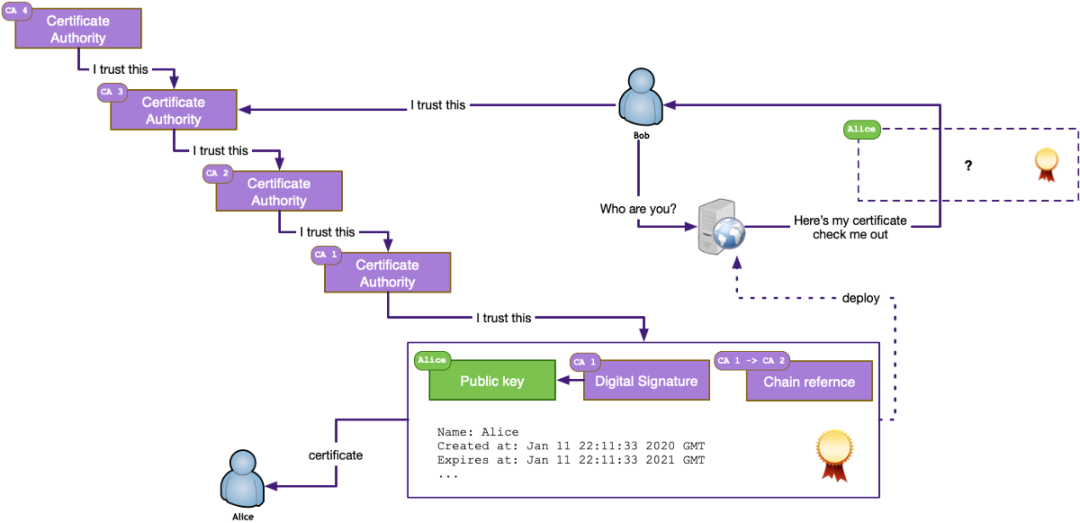 CA 4
Certificate
Authority
I trust this
CA 3
Certificate
Authority
I trust this
Bob
Alice
?
I trust this
CA 2
Certificate
Authority
Who are you?
Here's my certificate
check me out
I trust this
CA 1
Certificate
Authority
deploy
I trust this
Alice
Public key
CA 1
Digital Signature
CA 1 -> CA 2
Chain refernce
Name: Alice
Created at: Jan 11 22:11:33 2020 GMT
Expires at: Jan 11 22:11:33 2021 GMT
...
certificate
Alice